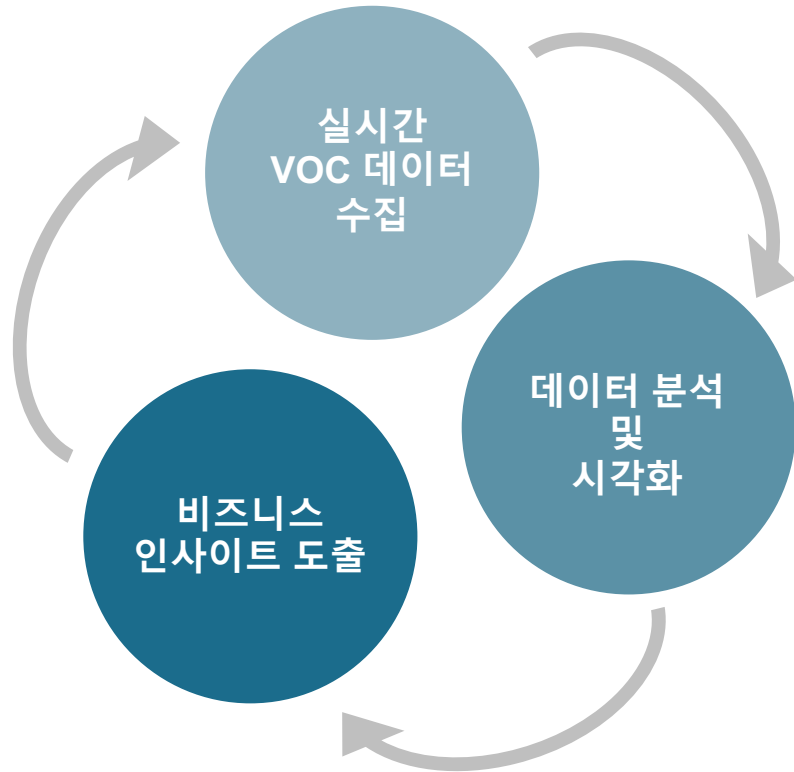 실시간
VOC 데이터
수집
데이터 분석
및
시각화
비즈니스
인사이트 도출